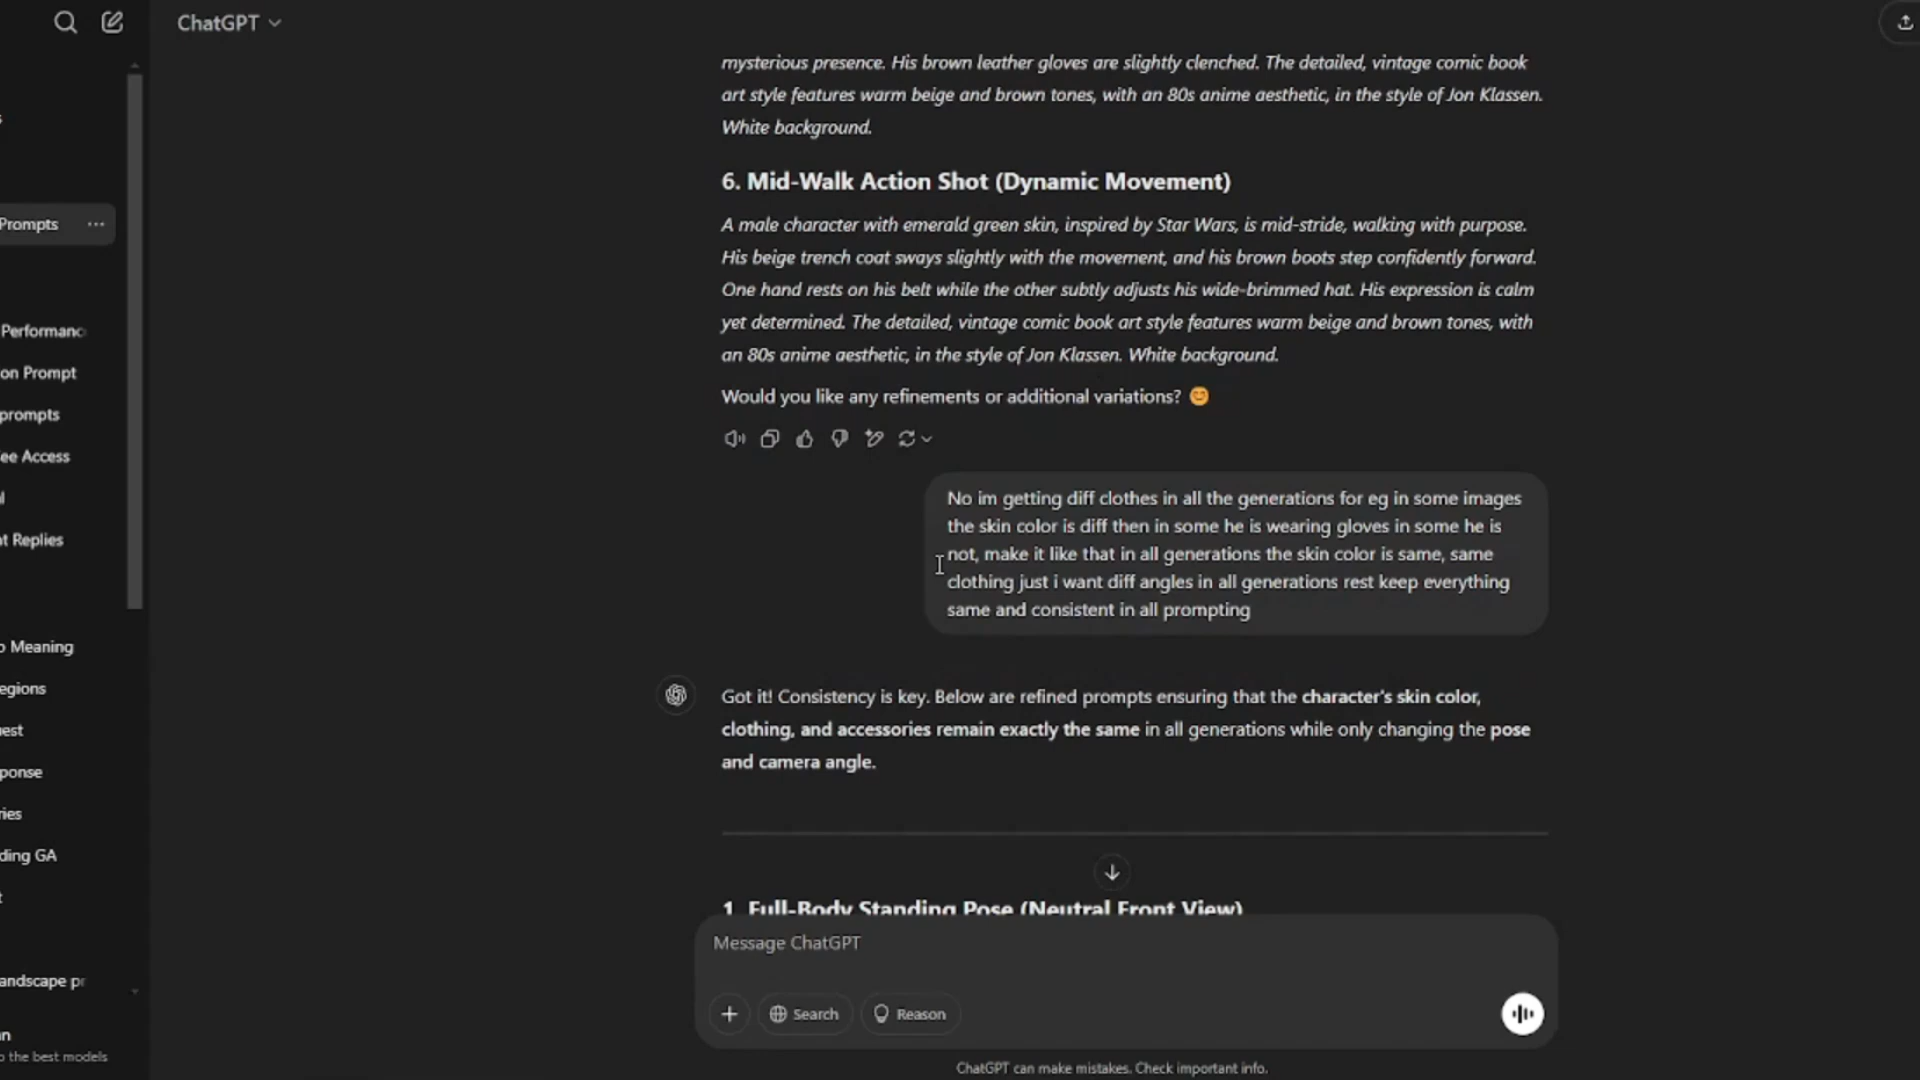 ChatGPT
s
Prompts
Performanc
on Prompt
prompts
ee Access
l
t Replies
o Meaning
egions
est
ponse
ries
ding GA
t
andscape pr
n
o the best models
mysterious presence. His brown leather gloves are slightly clenched. The detailed, vintage comic book
art style features warm beige and brown tones, with an 80s anime aesthetic, in the style of Jon Klassen.
White background.
6. Mid-Walk Action Shot (Dynamic Movement)
A male character with emerald green skin, inspired by Star Wars, is mid-stride, walking with purpose.
His beige trench coat sways slightly with the movement, and his brown boots step confidently forward.
One hand rests on his belt while the other subtly adjusts his wide-brimmed hat. His expression is calm
yet determined. The detailed, vintage comic book art style features warm beige and brown tones, with
an 80s anime aesthetic, in the style of Jon Klassen. White background.
Would you like any refinements or additional variations? 😊
No im getting diff clothes in all the generations for eg in some images
the skin color is diff then in some he is wearing gloves in some he is
not, make it like that in all generations the skin color is same, same
clothing just i want diff angles in all generations rest keep everything
same and consistent in all prompting
Got it! Consistency is key. Below are refined prompts ensuring that the character's skin color,
clothing, and accessories remain exactly the same in all generations while only changing the pose
and camera angle.
1. Full-Body Standing Pose (Neutral Front View)
Message ChatGPT
Search
Reason
ChatGPT can make mistakes. Check important info.